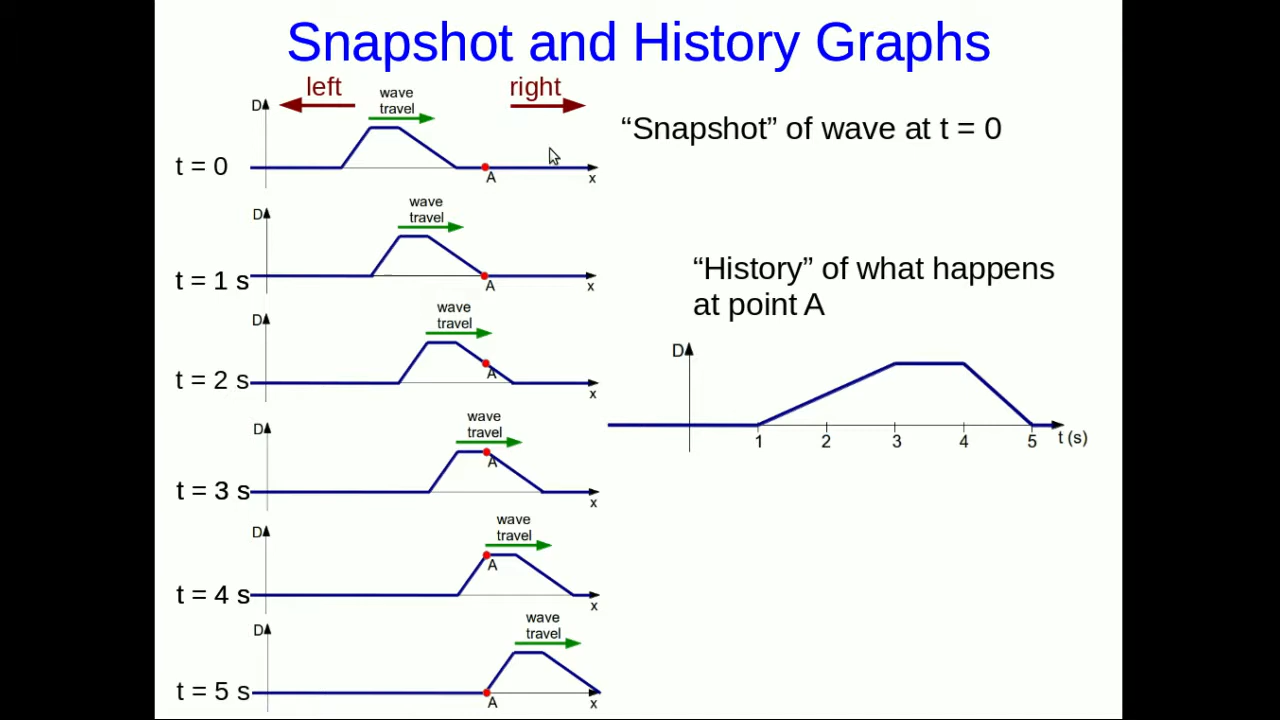 Snapshot and History Graphs
left
wave
travel
right
D
t = 0
A
x
“Snapshot” of wave at t = 0
wave
travel
D
t = 1 s
A
x
“History” of what happens
at point A
wave
travel
D
t = 2 s
A
x
D
1
2
3
4
5
t (s)
wave
travel
D
t = 3 s
A
x
wave
travel
D
t = 4 s
A
x
wave
travel
D
t = 5 s
A
x